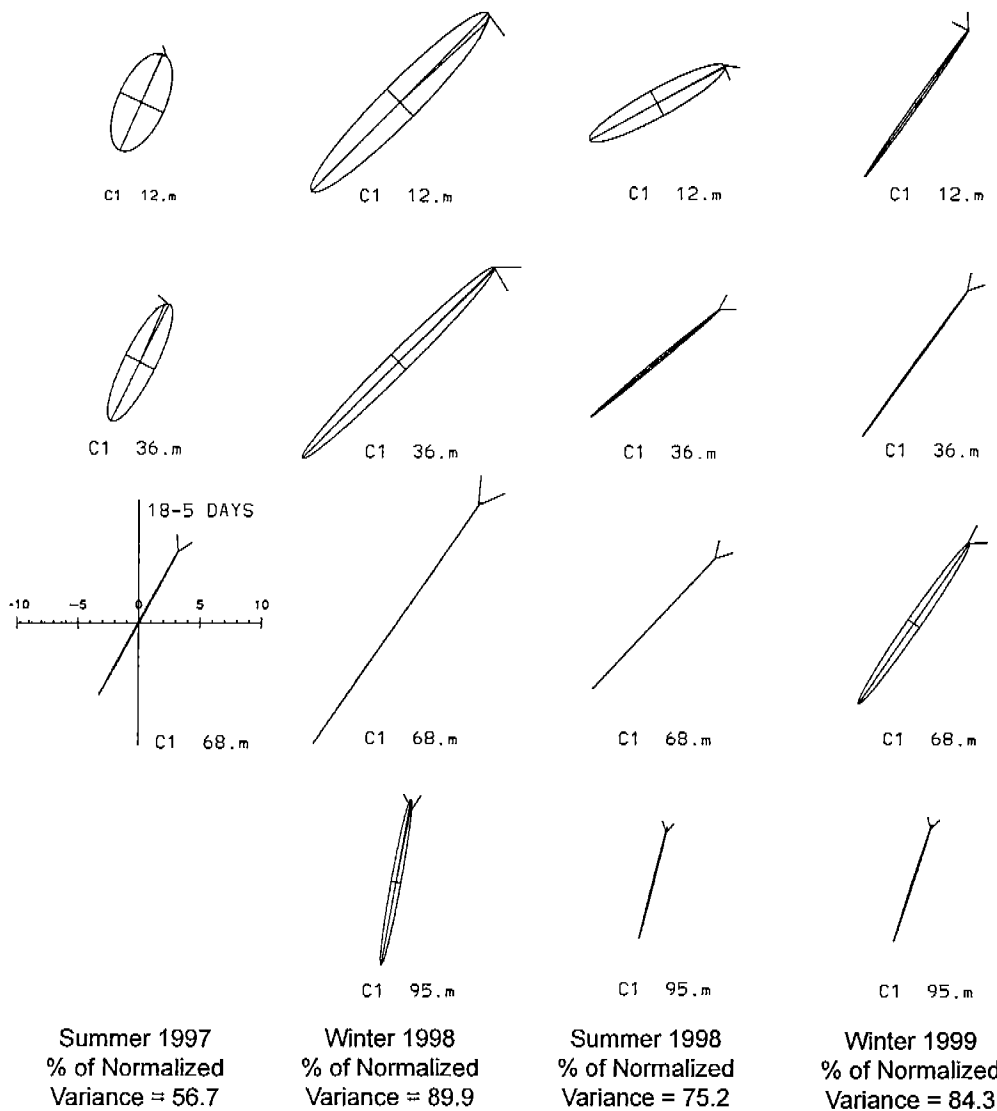 C1 12.m
C1 12.m
C1 12.m
C1 12.m
C1 36.m
C1 36.m
C1 36.m
C1 36.m
18-5 DAYS
-10 -5 0 5 10
C1 68.m
C1 68.m
C1 68.m
C1 68.m
C1 95.m
C1 95.m
C1 95.m
Summer 1997
% of Normalized
Variance = 56.7
Winter 1998
% of Normalized
Variance = 89.9
Summer 1998
% of Normalized
Variance = 75.2
Winter 1999
% of Normalized
Variance = 84.3